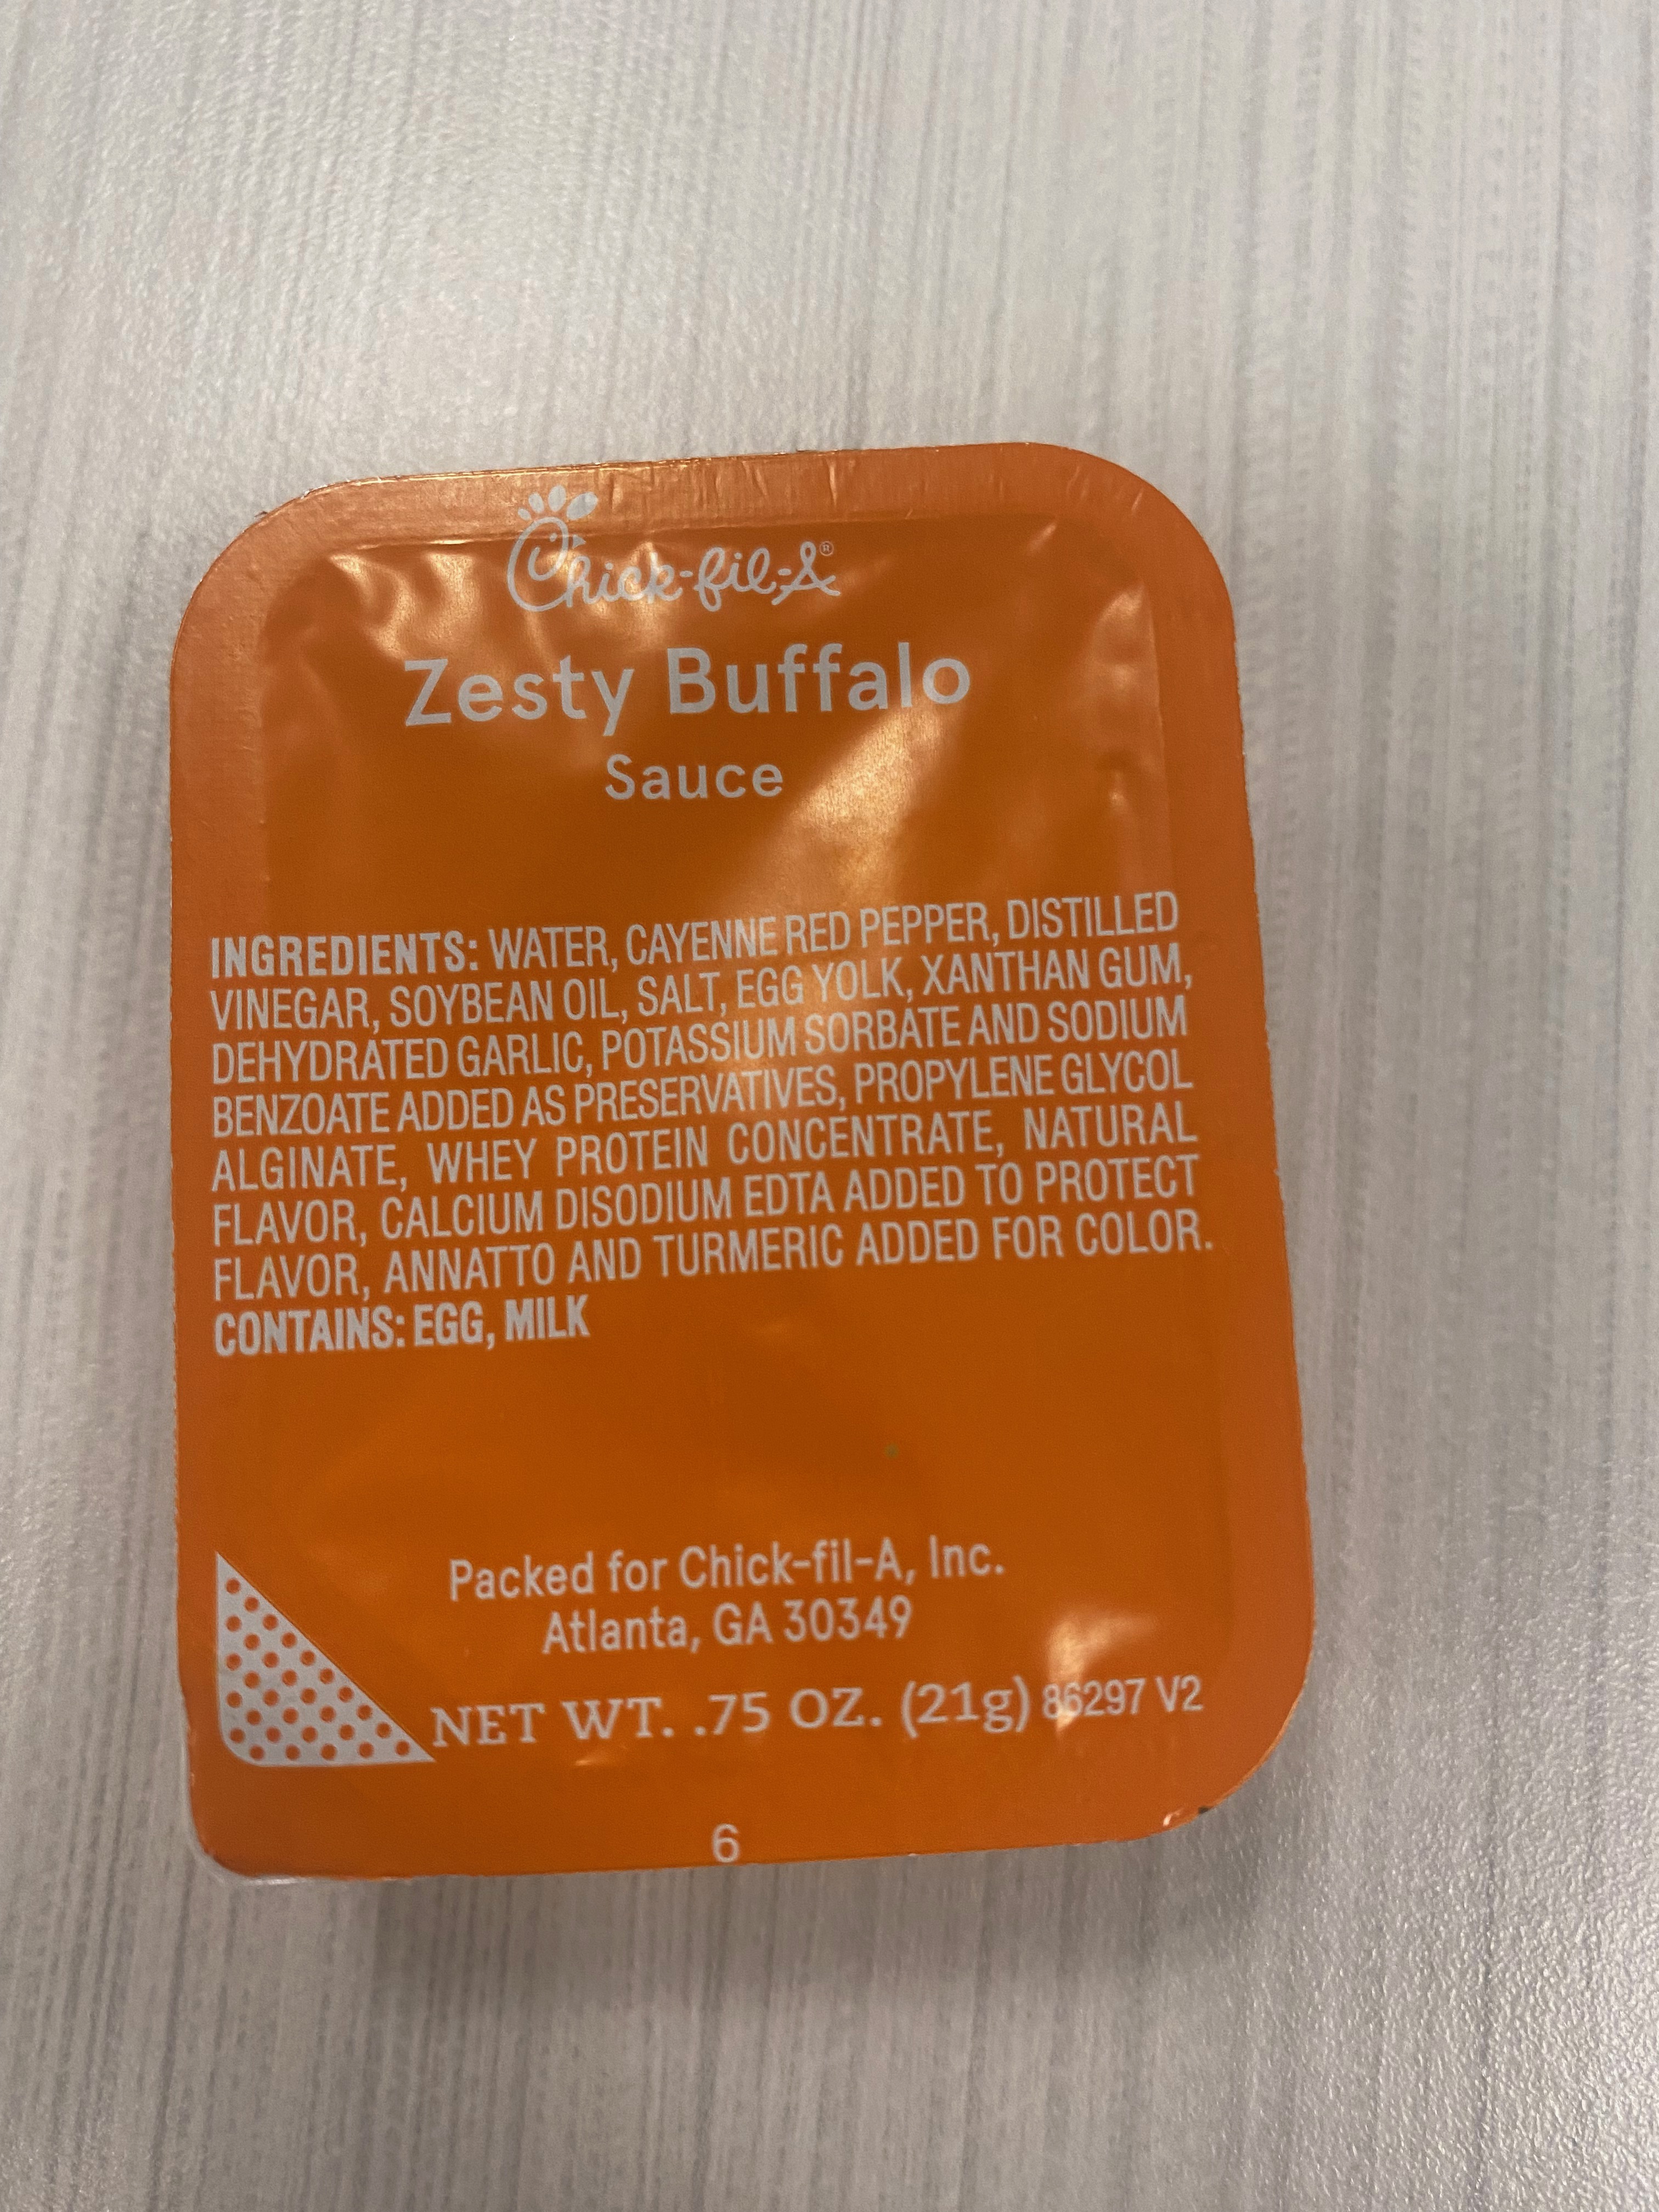 Chick-fil-A®
Zesty Buffalo
Sauce
INGREDIENTS: WATER, CAYENNE RED PEPPER, DISTILLED
VINEGAR, SOYBEAN OIL, SALT, EGG YOLK, XANTHAN GUM,
DEHYDRATED GARLIC, POTASSIUM SORBATE AND SODIUM
BENZOATE ADDED AS PRESERVATIVES, PROPYLENE GLYCOL
ALGINATE, WHEY PROTEIN CONCENTRATE, NATURAL
FLAVOR, CALCIUM DISODIUM EDTA ADDED TO PROTECT
FLAVOR, ANNATTO AND TURMERIC ADDED FOR COLOR.
CONTAINS: EGG, MILK
Packed for Chick-fil-A, Inc.
Atlanta, GA 30349
NET WT. .75 OZ. (21g) 86297 V2
6